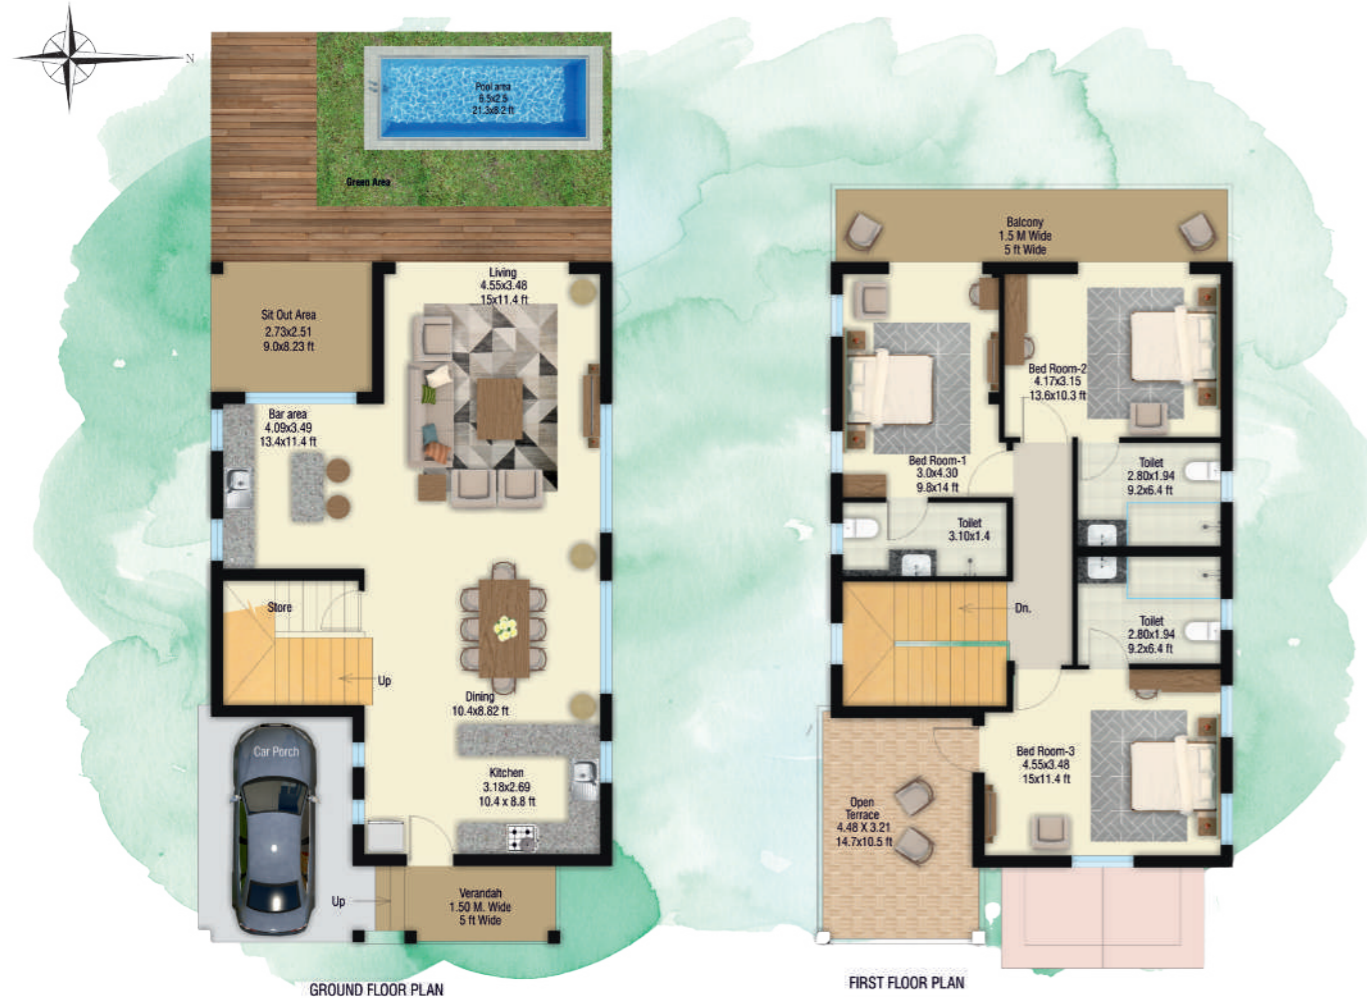 N
Pool area
6.5x2.5
21.3x8.2 ft
Green Area
Living
4.55x3.48
15x11.4 ft
Sit Out Area
2.73x2.51
9.0x8.23 ft
Bar area
4.09x3.49
13.4x11.4 ft
Store
Up
Dining
10.4x8.82 ft
Car Porch
Kitchen
3.18x2.69
10.4 x 8.8 ft
Up
Verandah
1.50 M. Wide
5 ft Wide
GROUND FLOOR PLAN
Balcony
1.5 M Wide
5 ft Wide
Bed Room-2
4.17x3.15
13.6x10.3 ft
Bed Room-1
3.0x4.30
9.8x14 ft
Toilet
2.80x1.94
9.2x6.4 ft
Toilet
3.10x1.4
Dn.
Toilet
2.80x1.94
9.2x6.4 ft
Bed Room-3
4.55x3.48
15x11.4 ft
Open
Terrace
4.48 X 3.21
14.7x10.5 ft
FIRST FLOOR PLAN